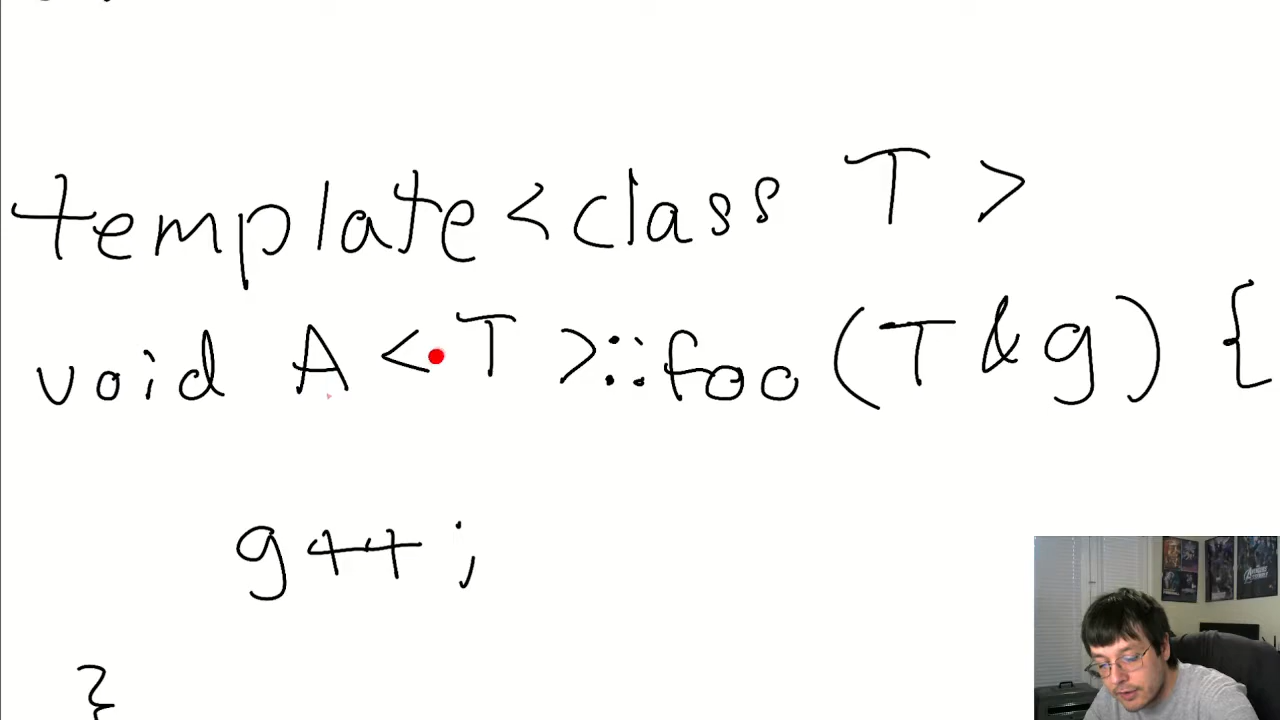 template<class T>
void A<T>::foo(T&g){
g++;
}